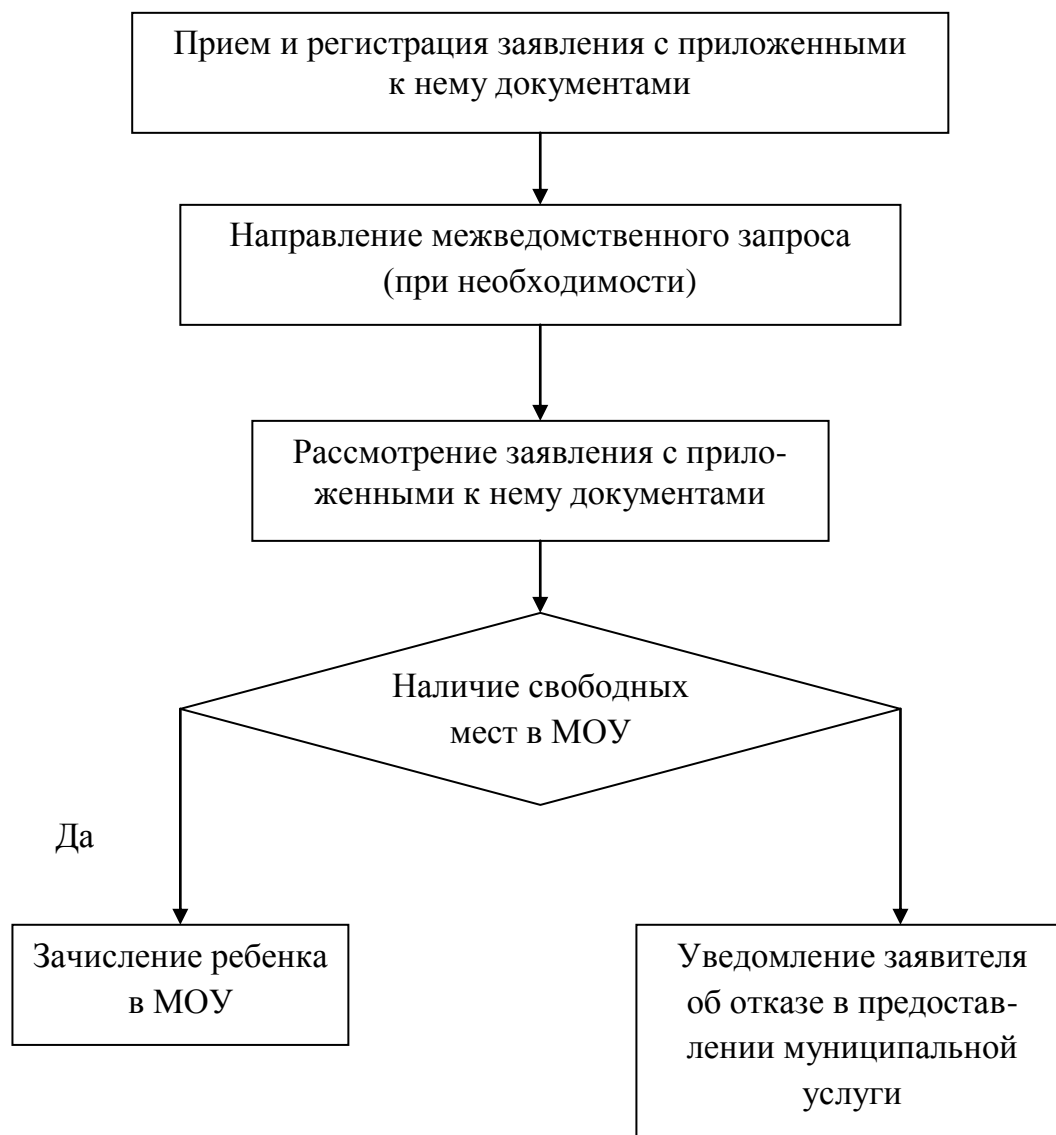 Прием и регистрация заявления с приложенными
к нему документами
Направление межведомственного запроса
(при необходимости)
Рассмотрение заявления с прило-
женными к нему документами
Наличие свободных
мест в МОУ
Да
Зачисление ребенка
в МОУ
Уведомление заявителя
об отказе в предостав-
лении муниципальной
услуги